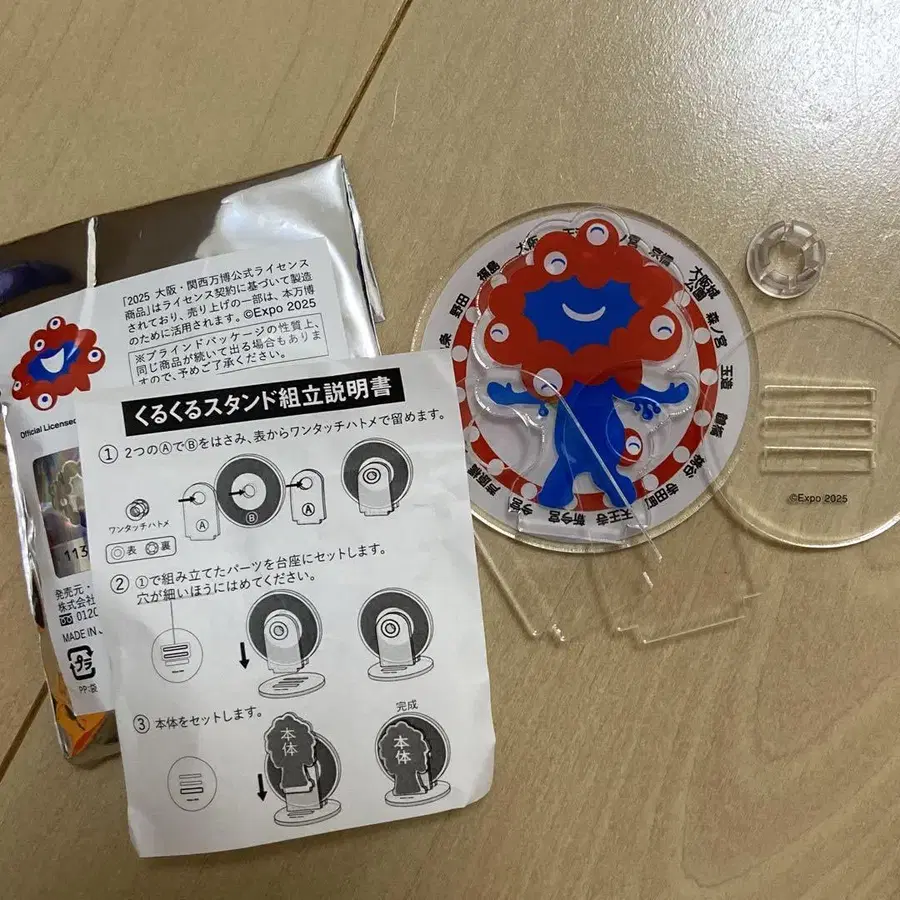 「2025 大阪・関西万博公式ライセンス
商品」はライセンス契約に基づいて製造
されており、売り上げの一部は、本万博
のために活用されます。©Expo 2025
※ブラインドパッケージの性質上、
同じ商品が続いて出る場合もありま
すので、予めご了承ください。
Official Licensed
113
発売元・
株式会社
0120
MADE IN
プラ
PP:袋
くるくるスタンド組立説明書
① 2つのⒶでⒷをはさみ、表からワンタッチハトメで留めます。
ワンタッチハトメ
表 裏
A
B
A
② ①で組み立てたパーツを台座にセットします。
穴が細いほうにはめてください。
③ 本体をセットします。
完成
本体
本体
大阪
福島
野田
京橋
大阪城
公園
森ノ宮
玉造
鶴橋
桃谷
寺田町
天王寺
新今宮
今宮
芦原橋
©Expo 2025